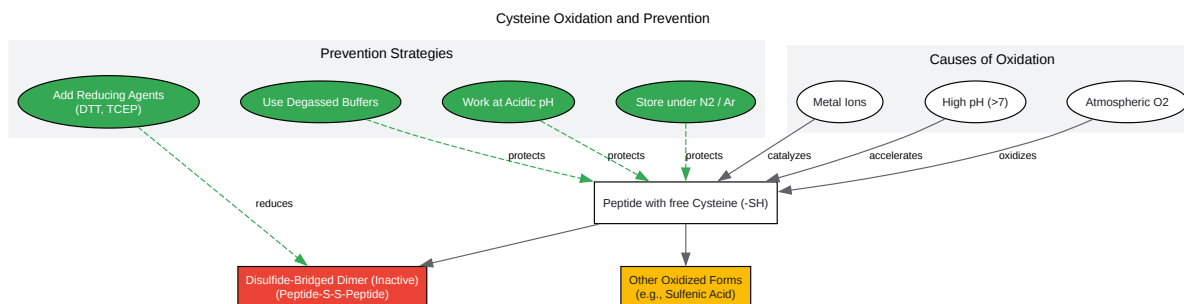 Cysteine Oxidation and Prevention
Prevention Strategies
Causes of Oxidation
Add Reducing Agents
(DTT, TCEP)
Use Degassed Buffers
Work at Acidic pH
Store under N2 / Ar
Metal Ions
High pH (>7)
Atmospheric O2
protects
protects
protects
catalyzes
accelerates
oxidizes
reduces
Peptide with free Cysteine (-SH)
Disulfide-Bridged Dimer (Inactive)
(Peptide-S-S-Peptide)
Other Oxidized Forms
(e.g., Sulfenic Acid)